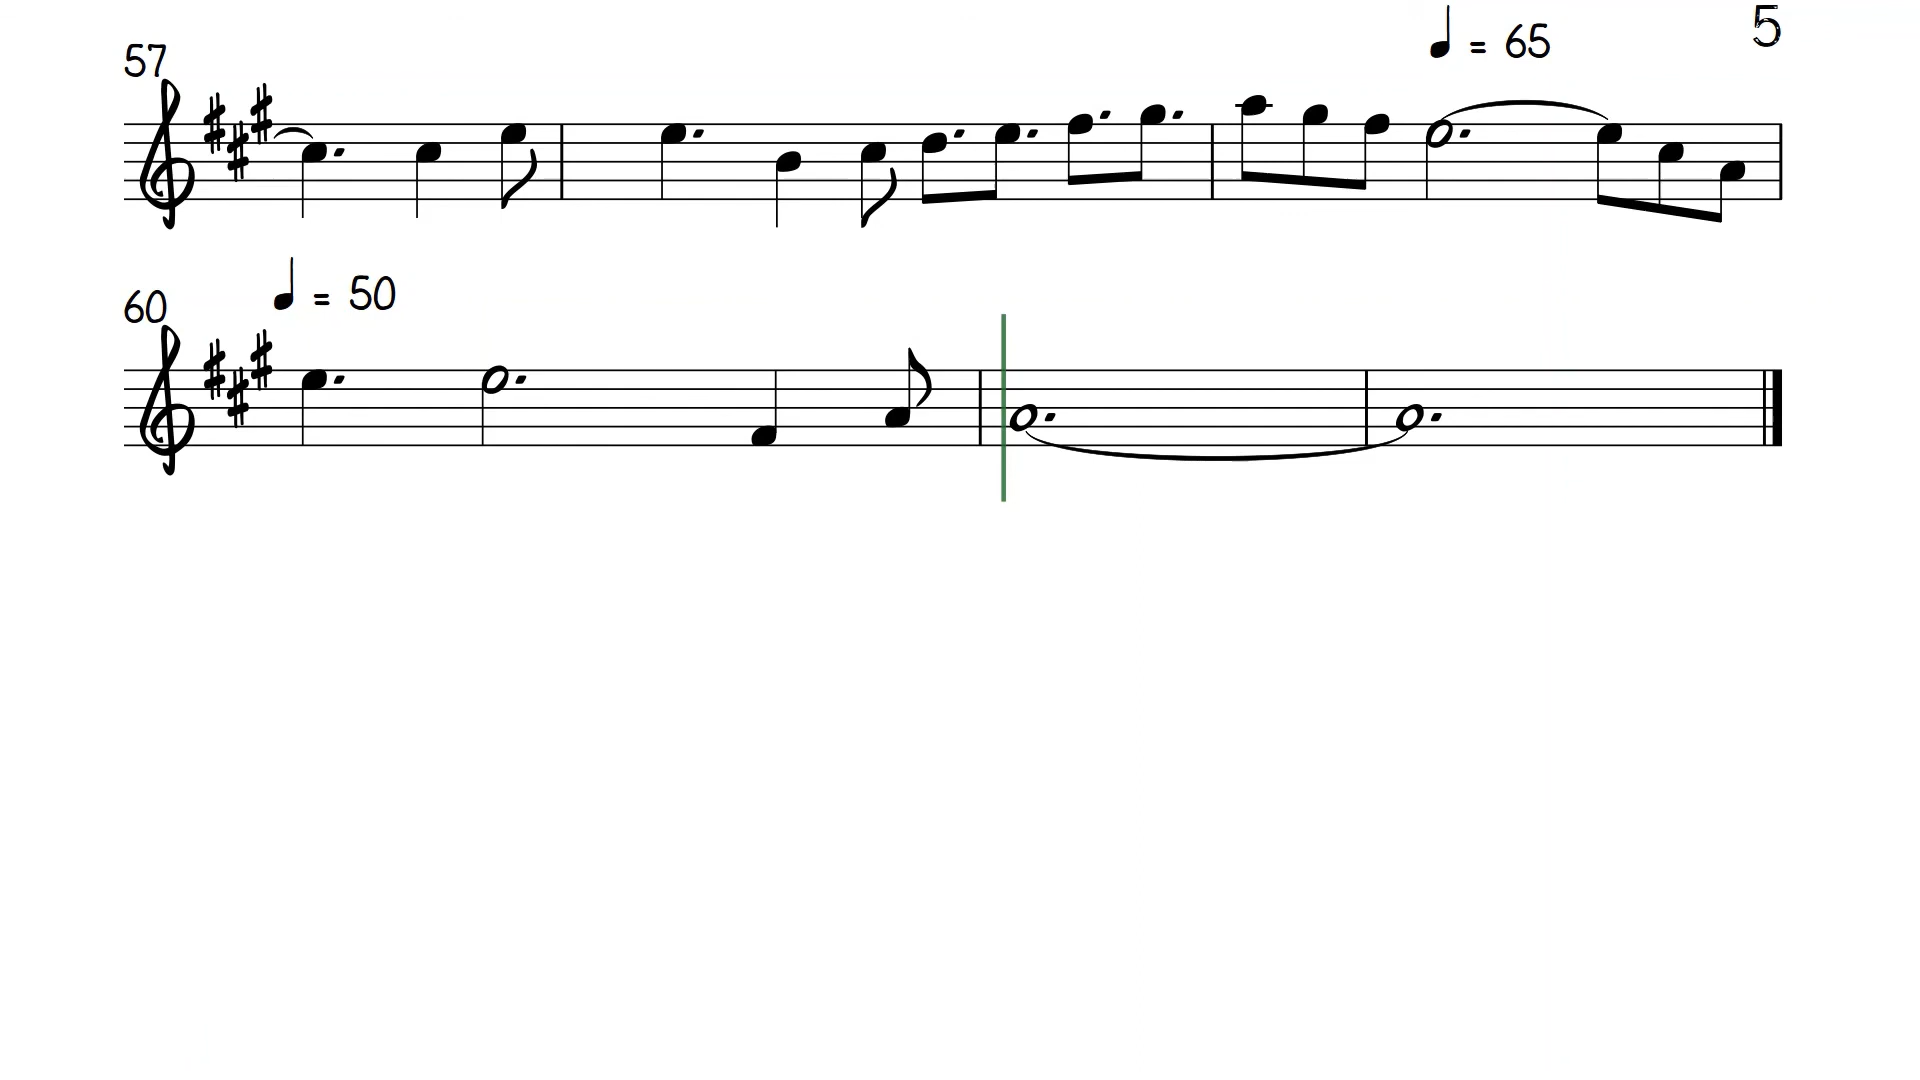 5
57
♩ = 65
60
♩ = 50